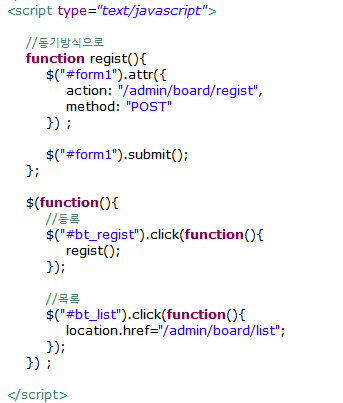 <script type="text/javascript">
//동기방식으로
function regist(){
$("#form1").attr({
action: "/admin/board/regist",
method: "POST"
}) ;
$("#form1").submit();
};
$(function(){
//등록
$("#bt_regist").click(function(){
regist();
});
//목록
$("#bt_list").click(function(){
location.href="/admin/board/list";
});
}) ;
</script>